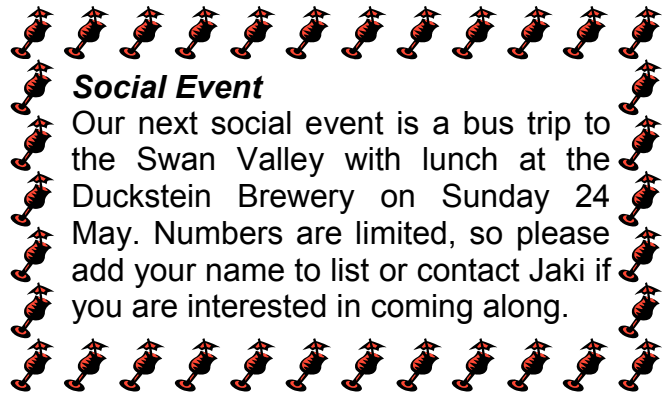 Social Event
Our next social event is a bus trip to
the Swan Valley with lunch at the
Duckstein Brewery on Sunday 24
May. Numbers are limited, so please
add your name to list or contact Jaki if
you are interested in coming along.